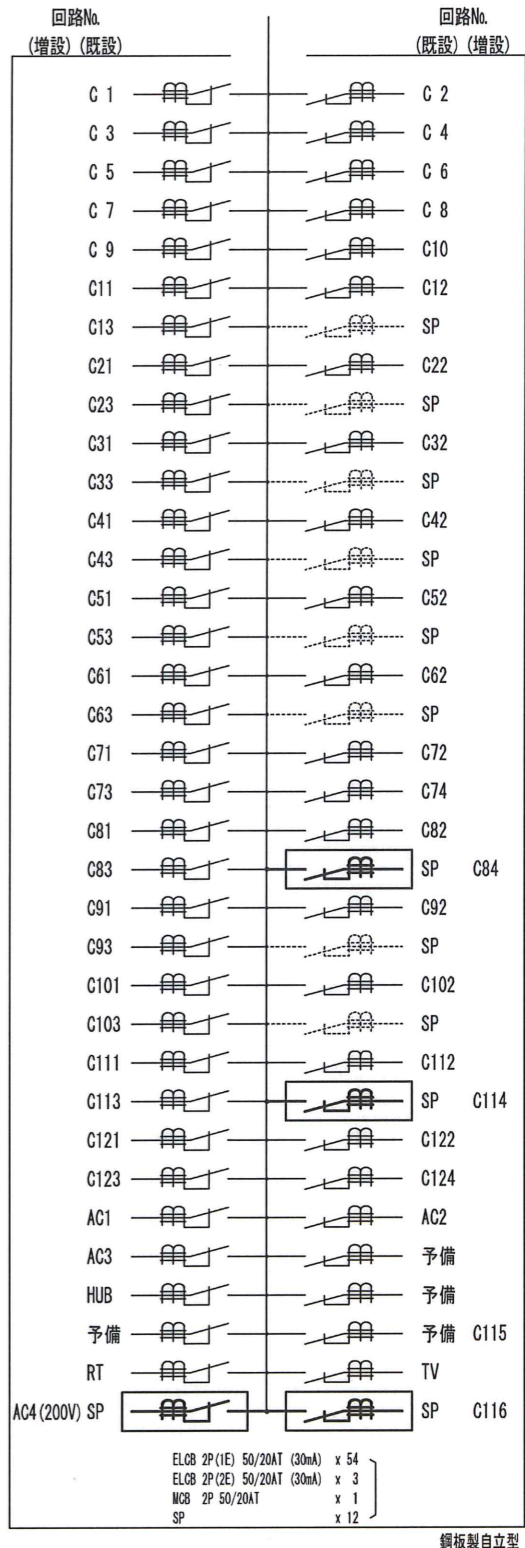 回路No. 回路No.
(増設)(既設) (既設)(増設)
C 1 C 2
C 3 C 4
C 5 C 6
C 7 C 8
C 9 C10
C11 C12
C13 SP
C21 C22
C23 SP
C31 C32
C33 SP
C41 C42
C43 SP
C51 C52
C53 SP
C61 C62
C63 SP
C71 C72
C73 C74
C81 C82
C83 SP C84
C91 C92
C93 SP
C101 C102
C103 SP
C111 C112
C113 SP C114
C121 C122
C123 C124
AC1 AC2
AC3 予備
HUB 予備
予備 予備 C115
RT TV
AC4(200V) SP SP C116
ELCB 2P(1E) 50/20AT (30mA) x 54
ELCB 2P(2E) 50/20AT (30mA) x 3
MCB 2P 50/20AT x 1
SP x 12
鋼板製自立型